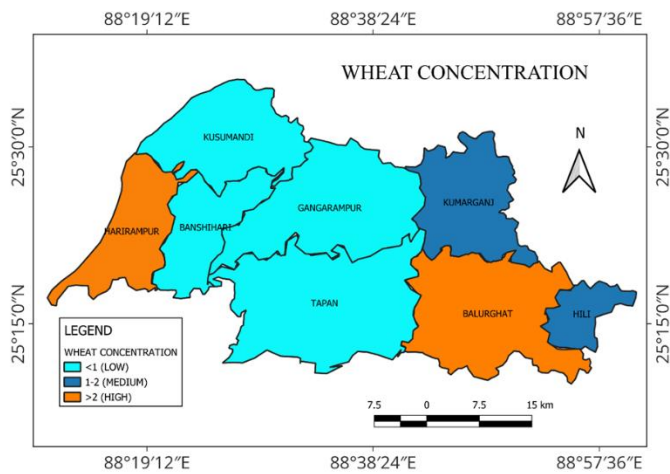 88°19′12″E 88°38′24″E 88°57′36″E
WHEAT CONCENTRATION
25°30′0″N
25°30′0″N
N
KUSUMANDI
KUMARGANJ
GANGARAMPUR
HARIRAMPUR
BANSHIHARI
TAPAN
BALURGHAT
HILI
25°15′0″N
25°15′0″N
LEGEND
WHEAT CONCENTRATION
<1 (LOW)
1-2 (MEDIUM)
>2 (HIGH)
7.5 0 7.5 15 km
88°19′12″E 88°38′24″E 88°57′36″E